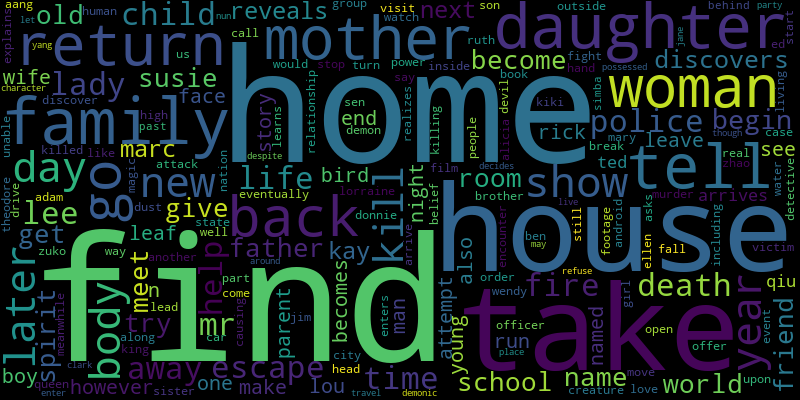 aang old child reveals next visit son outside behind party
human group watch ed let nun
explains return mother call us power ruth daughter start
yang wife lady susie would stop turn inside book fight hand jane
character face relationship say become discovers possessed
discover home woman
unable family high past story end sen demon learns realizes devil people kiki simba living
killed like marc killing alicia rick police begin
attack magic mary though case
day go new life bird night tell
theodore drive adam dust nation eventually lorraine belief film decides leave ted break real zhao water detective
lee give kill room show see
state donnie brother murder arrives
get leaf well back house live
zuko way another father kay arrive also still footage android asks encounter victim
later meet help around ben may ellen fall including
find fire death qiu
spirit body n lead part come becomes man attempt order refuse wendy girl creature
meanwhile try mr causing parent jim enters city take named year friend
along car young officer open offer event
boy king away escape head run name world upon
however sister one lou time school move
queen clark make travel demonic place love
enter despite